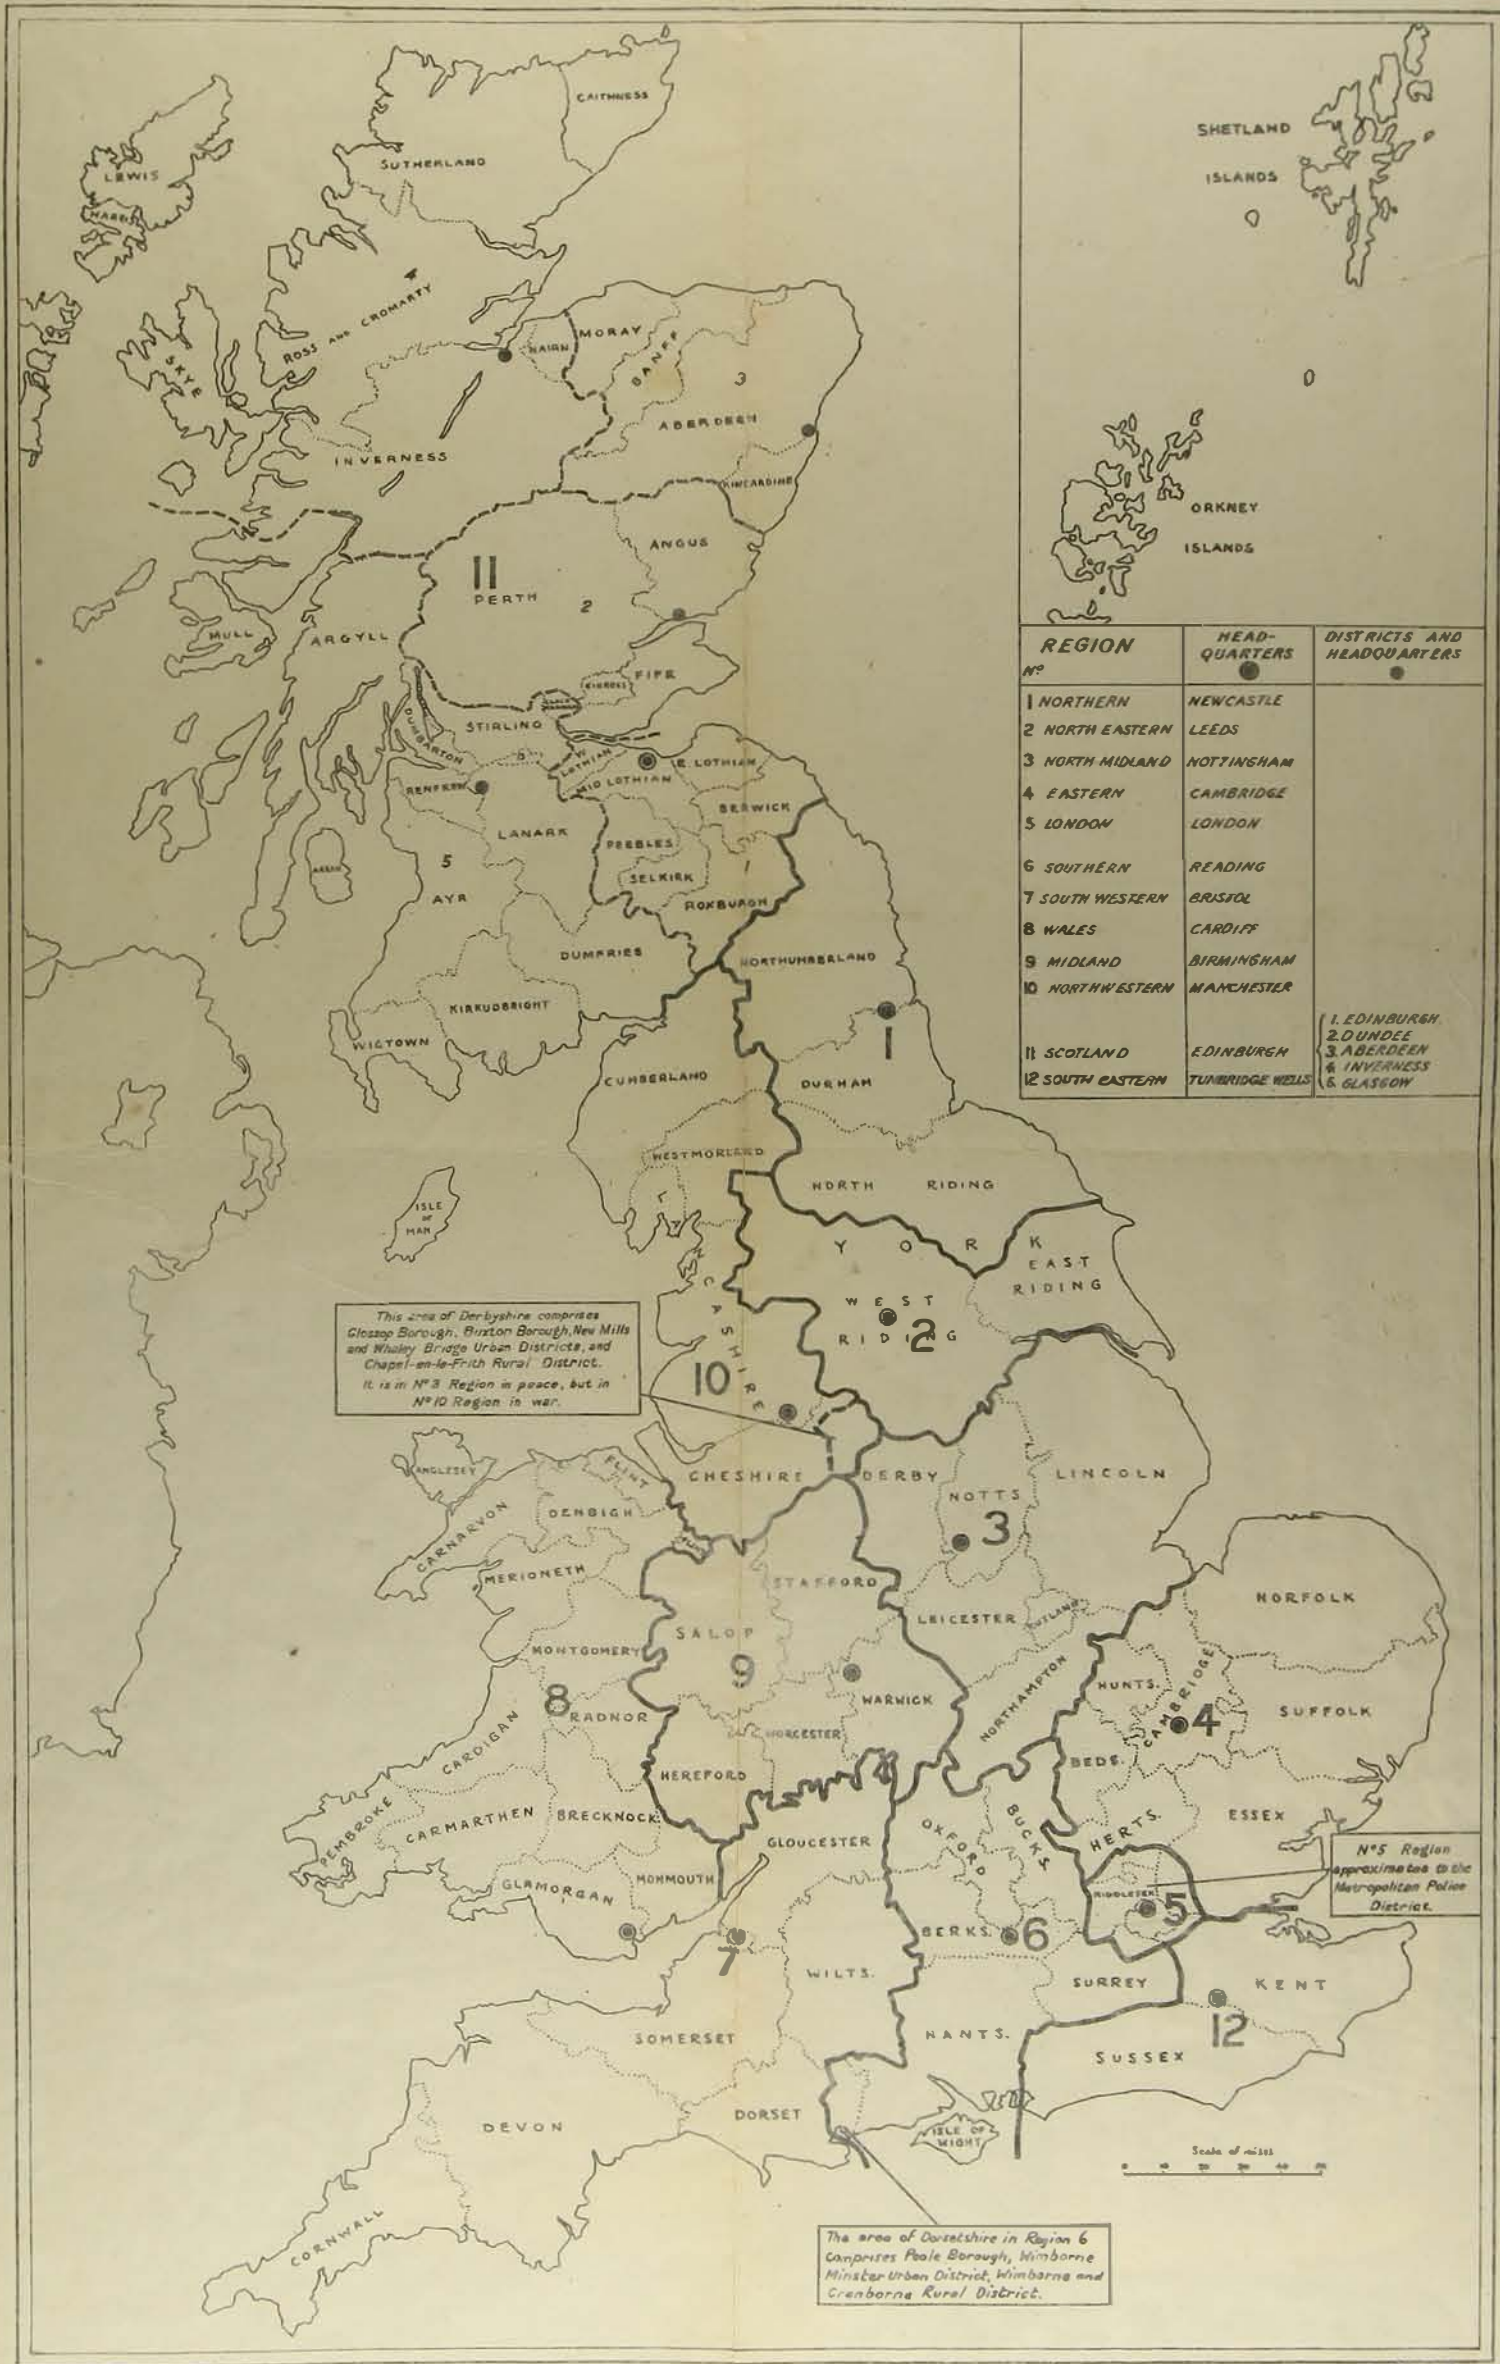 CAITHNESS
SUTHERLAND
LEWIS
HARRIS
ROSS AND CROMARTY
SKYE
NAIRN
MORAY
BANFF
3
ABERDEEN
INVERNESS
KINCARDINE
ANGUS
11
PERTH
2
MULL
ARGYLL
FIFE
KINROSS
STIRLING
DUMBARTON
W. LOTHIAN
MID LOTHIAN
E. LOTHIAN
RENFREW
BERWICK
LANARK
PEEBLES
5
SELKIRK
1
ARRAN
AYR
ROXBURGH
DUMFRIES
NORTHUMBERLAND
KIRKUDBRIGHT
WIGTOWN
1
CUMBERLAND
DURHAM
WESTMORLAND
NORTH RIDING
ISLE
OF
MAN
YORK
EAST
RIDING
WEST
RIDING
2
LANCASHIRE
10
SHETLAND
ISLANDS
ORKNEY
ISLANDS
REGION
Nº
HEAD-
QUARTERS
DISTRICTS AND
HEADQUARTERS
1 NORTHERN NEWCASTLE
2 NORTH EASTERN LEEDS
3 NORTH MIDLAND NOTTINGHAM
4 EASTERN CAMBRIDGE
5 LONDON LONDON
6 SOUTHERN READING
7 SOUTH WESTERN BRISTOL
8 WALES CARDIFF
9 MIDLAND BIRMINGHAM
10 NORTHWESTERN MANCHESTER
11 SCOTLAND EDINBURGH
1. EDINBURGH
2. DUNDEE
3. ABERDEEN
4. INVERNESS
5. GLASGOW
12 SOUTH EASTERN TUNBRIDGE WELLS
This area of Derbyshire comprises
Glossop Borough, Buxton Borough, New Mills
and Whaley Bridge Urban Districts, and
Chapel-en-le-Frith Rural District.
It is in Nº 3 Region in peace, but in
Nº 10 Region in war.
ANGLESEY
FLINT
CHESHIRE
DERBY
LINCOLN
NOTTS
3
CARNARVON
DENBIGH
MERIONETH
STAFFORD
NORFOLK
LEICESTER
RUTLAND
SALOP
MONTGOMERY
9
WARWICK
NORTHAMPTON
HUNTS.
CAMBRIDGE
4
SUFFOLK
8
RADNOR
WORCESTER
CARDIGAN
HEREFORD
BEDS.
PEMBROKE
CARMARTHEN
BRECKNOCK
GLOUCESTER
OXFORD
BUCKS.
HERTS.
ESSEX
GLAMORGAN
MONMOUTH
MIDDLESEX
5
Nº 5 Region
approximates to the
Metropolitan Police
District.
7
WILTS.
BERKS.
6
SURREY
KENT
12
SOMERSET
HANTS.
SUSSEX
DEVON
DORSET
ISLE OF
WIGHT
CORNWALL
Scale of miles
The area of Dorsetshire in Region 6
comprises Poole Borough, Wimborne
Minster Urban District, Wimborne and
Cranborne Rural District.